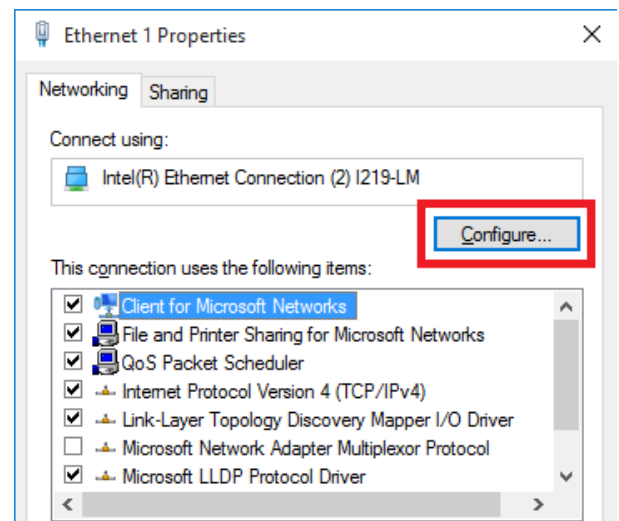 Ethernet 1 Properties
Networking
Sharing
Connect using:
Intel(R) Ethernet Connection (2) I219-LM
Configure...
This connection uses the following items:
Client for Microsoft Networks
File and Printer Sharing for Microsoft Networks
QoS Packet Scheduler
Internet Protocol Version 4 (TCP/IPv4)
Link-Layer Topology Discovery Mapper I/O Driver
Microsoft Network Adapter Multiplexor Protocol
Microsoft LLDP Protocol Driver